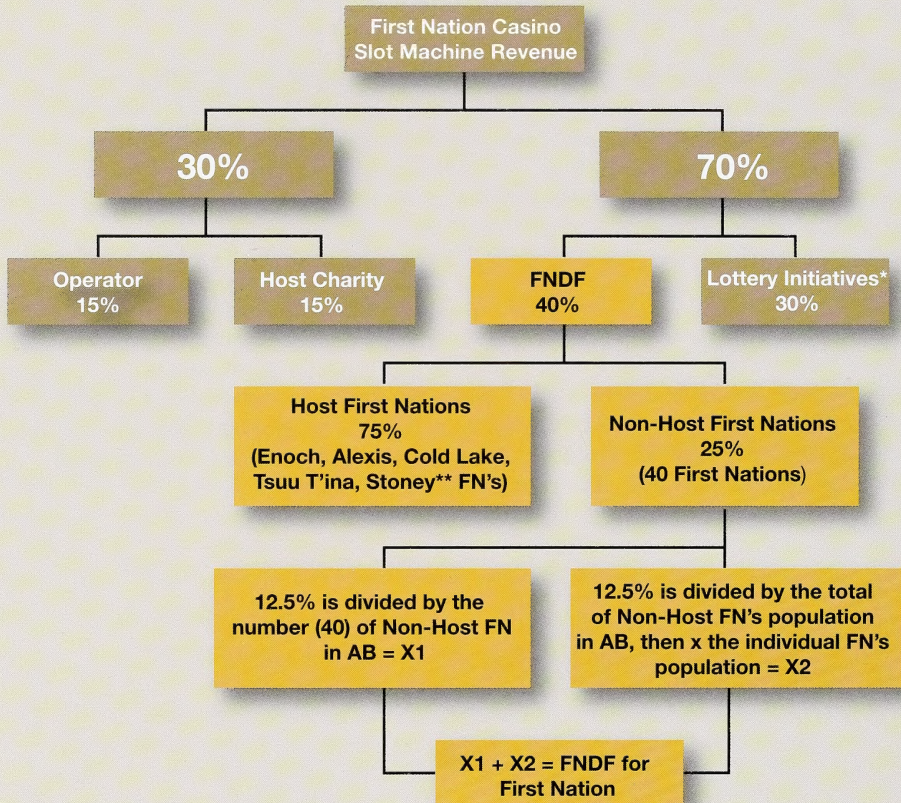 First Nation Casino
Slot Machine Revenue
30%
70%
Operator
15%
Host Charity
15%
FNDF
40%
Lottery Initiatives*
30%
Host First Nations
75%
(Enoch, Alexis, Cold Lake,
Tsuu T'ina, Stoney** FN's)
Non-Host First Nations
25%
(40 First Nations)
12.5% is divided by the
number (40) of Non-Host FN
in AB = X1
12.5% is divided by the total
of Non-Host FN's population
in AB, then x the individual FN's
population = X2
X1 + X2 = FNDF for
First Nation